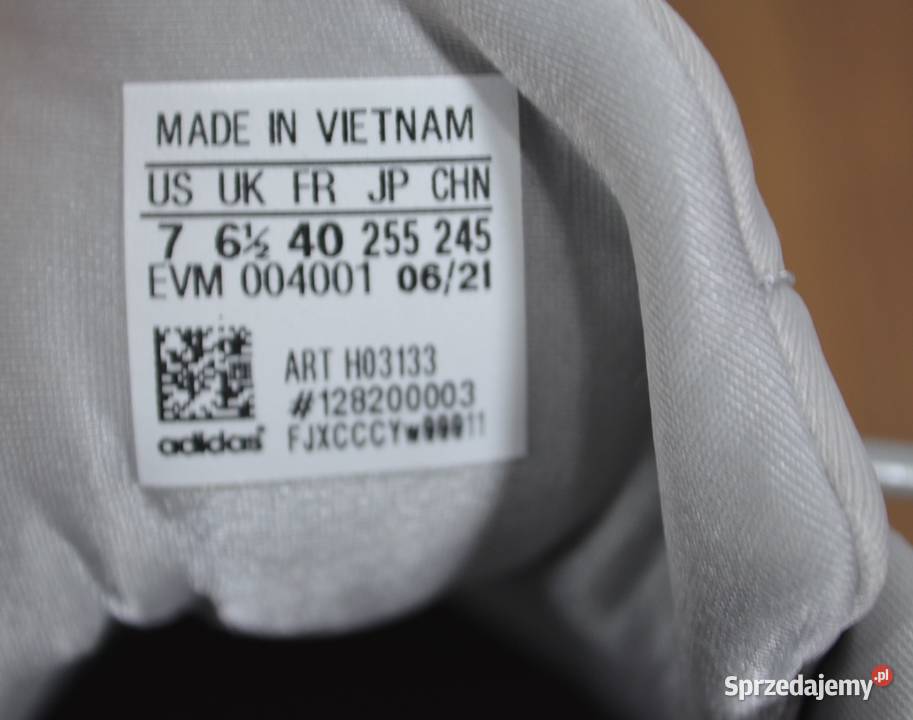 MADE IN VIETNAM
US UK FR JP CHN
7 6½ 40 255 245
EVM 004001 06/21
ART H03133
#128200003
adidas FJXCCCYw00011
Sprzedajemy.pl